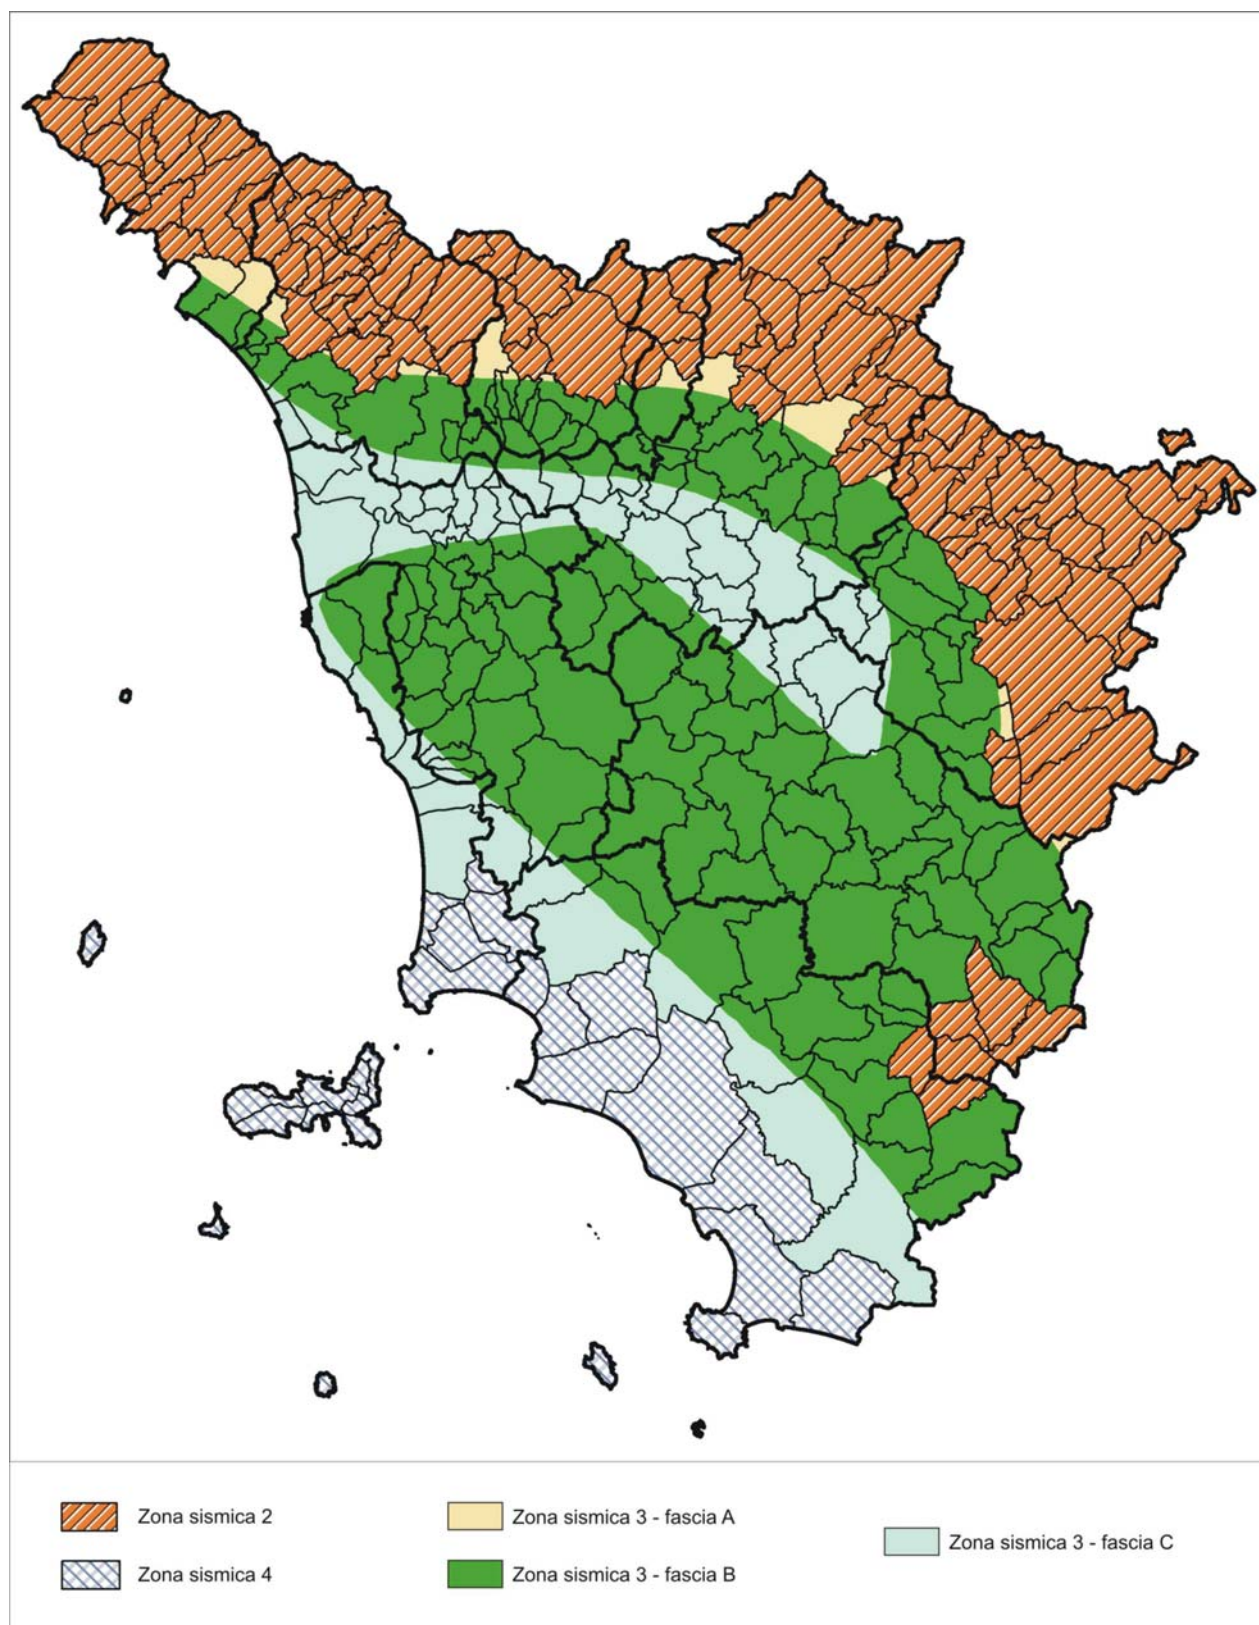 Zona sismica 2
Zona sismica 3 - fascia A
Zona sismica 3 - fascia C
Zona sismica 4
Zona sismica 3 - fascia B